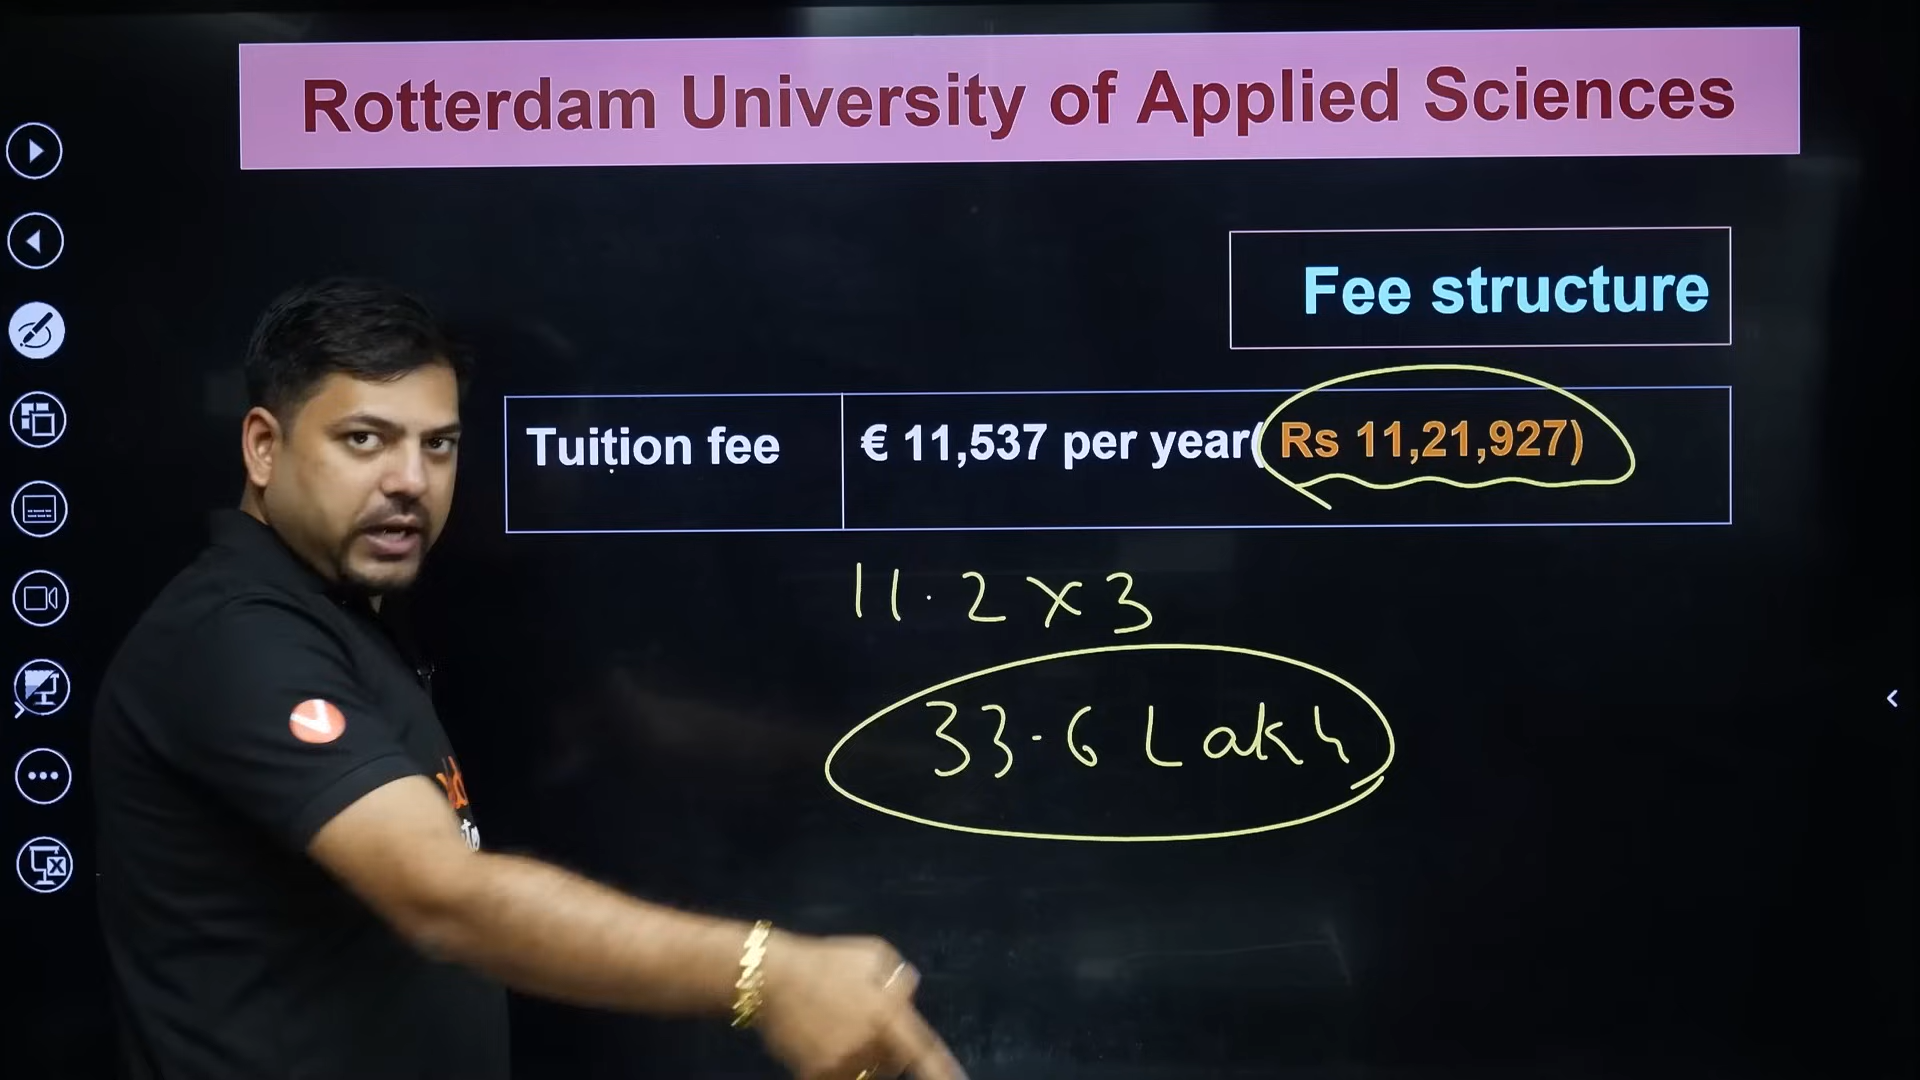 Rotterdam University of Applied Sciences
Fee structure
Tuition fee
€ 11,537 per year( Rs 11,21,927)
11.2 x 3
33.6 Lakh